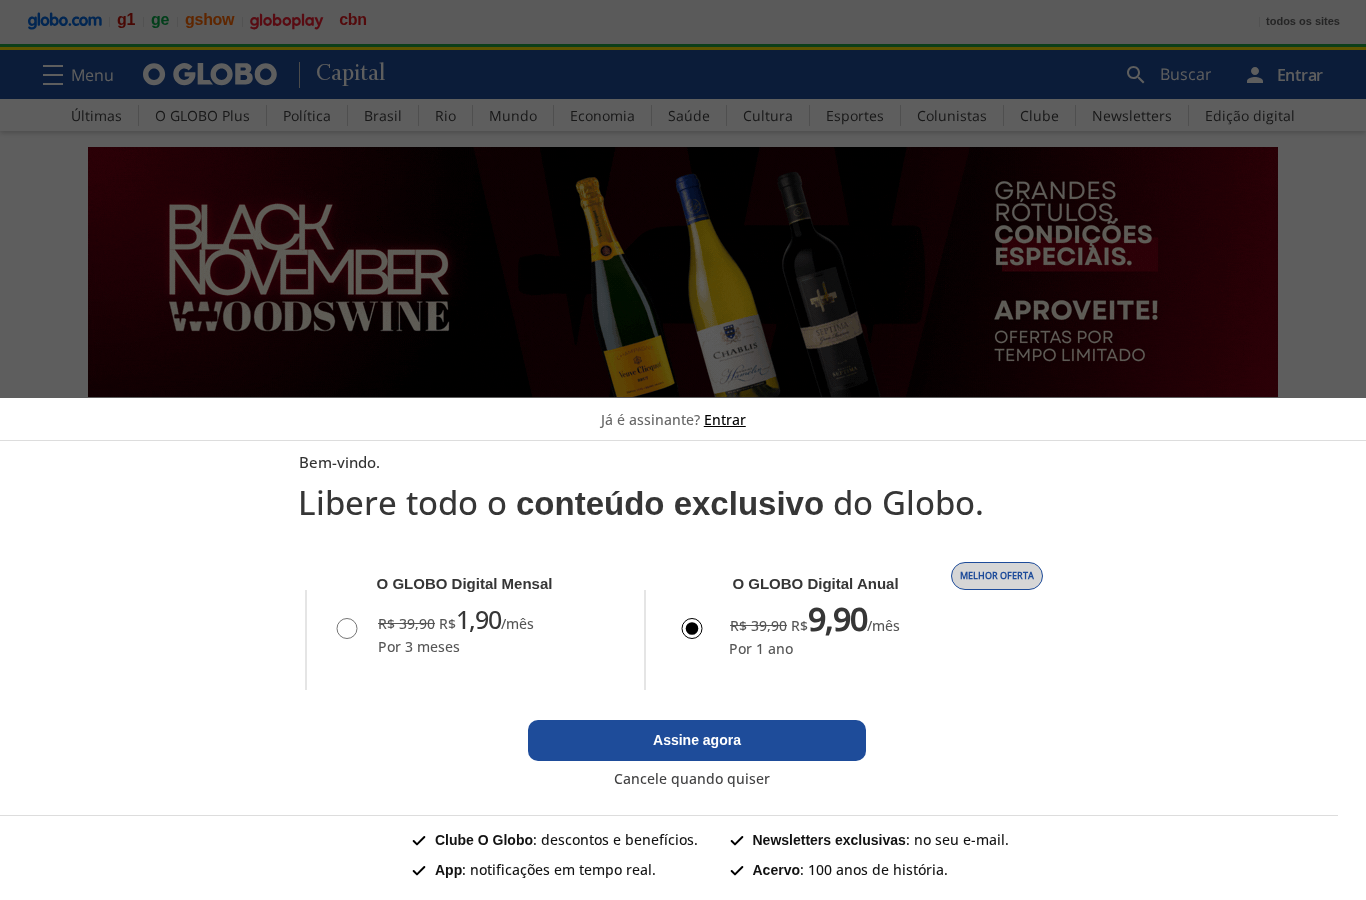 globo.com g1 ge gshow globoplay cbn todos os sites
Menu O GLOBO Capital Buscar Entrar
Últimas O GLOBO Plus Política Brasil Rio Mundo Economia Saúde Cultura Esportes Colunistas Clube Newsletters Edição digital
BLACK
NOVEMBER
WOODSWINE
Veuve Clicquot
CHABLIS
GRANDES
RÓTULOS,
CONDIÇÕES
ESPECIAIS.
APROVEITE!
OFERTAS POR
TEMPO LIMITADO
Já é assinante? Entrar
Bem-vindo.
Libere todo o conteúdo exclusivo do Globo.
O GLOBO Digital Mensal
R$ 39,90 R$1,90/mês
Por 3 meses
MELHOR OFERTA
O GLOBO Digital Anual
R$ 39,90 R$9,90/mês
Por 1 ano
Assine agora
Cancele quando quiser
Clube O Globo: descontos e benefícios.
Newsletters exclusivas: no seu e-mail.
App: notificações em tempo real.
Acervo: 100 anos de história.